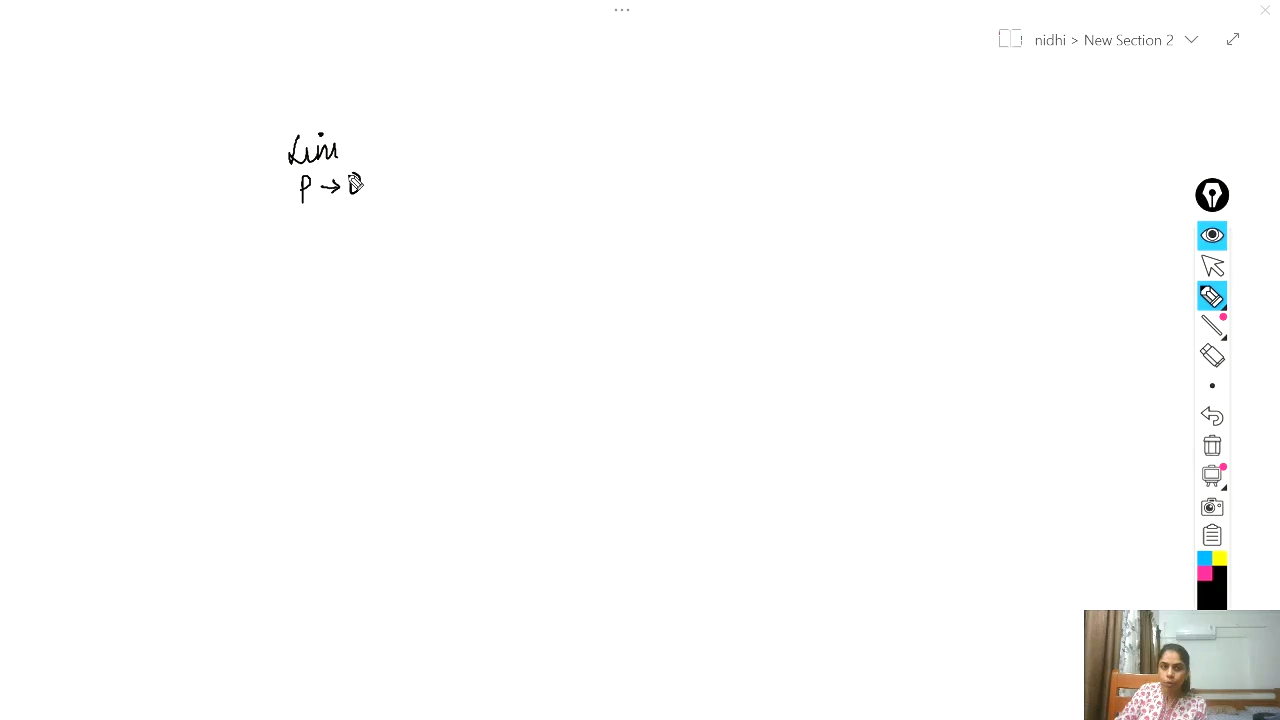 nidhi > New Section 2
Lim
P →